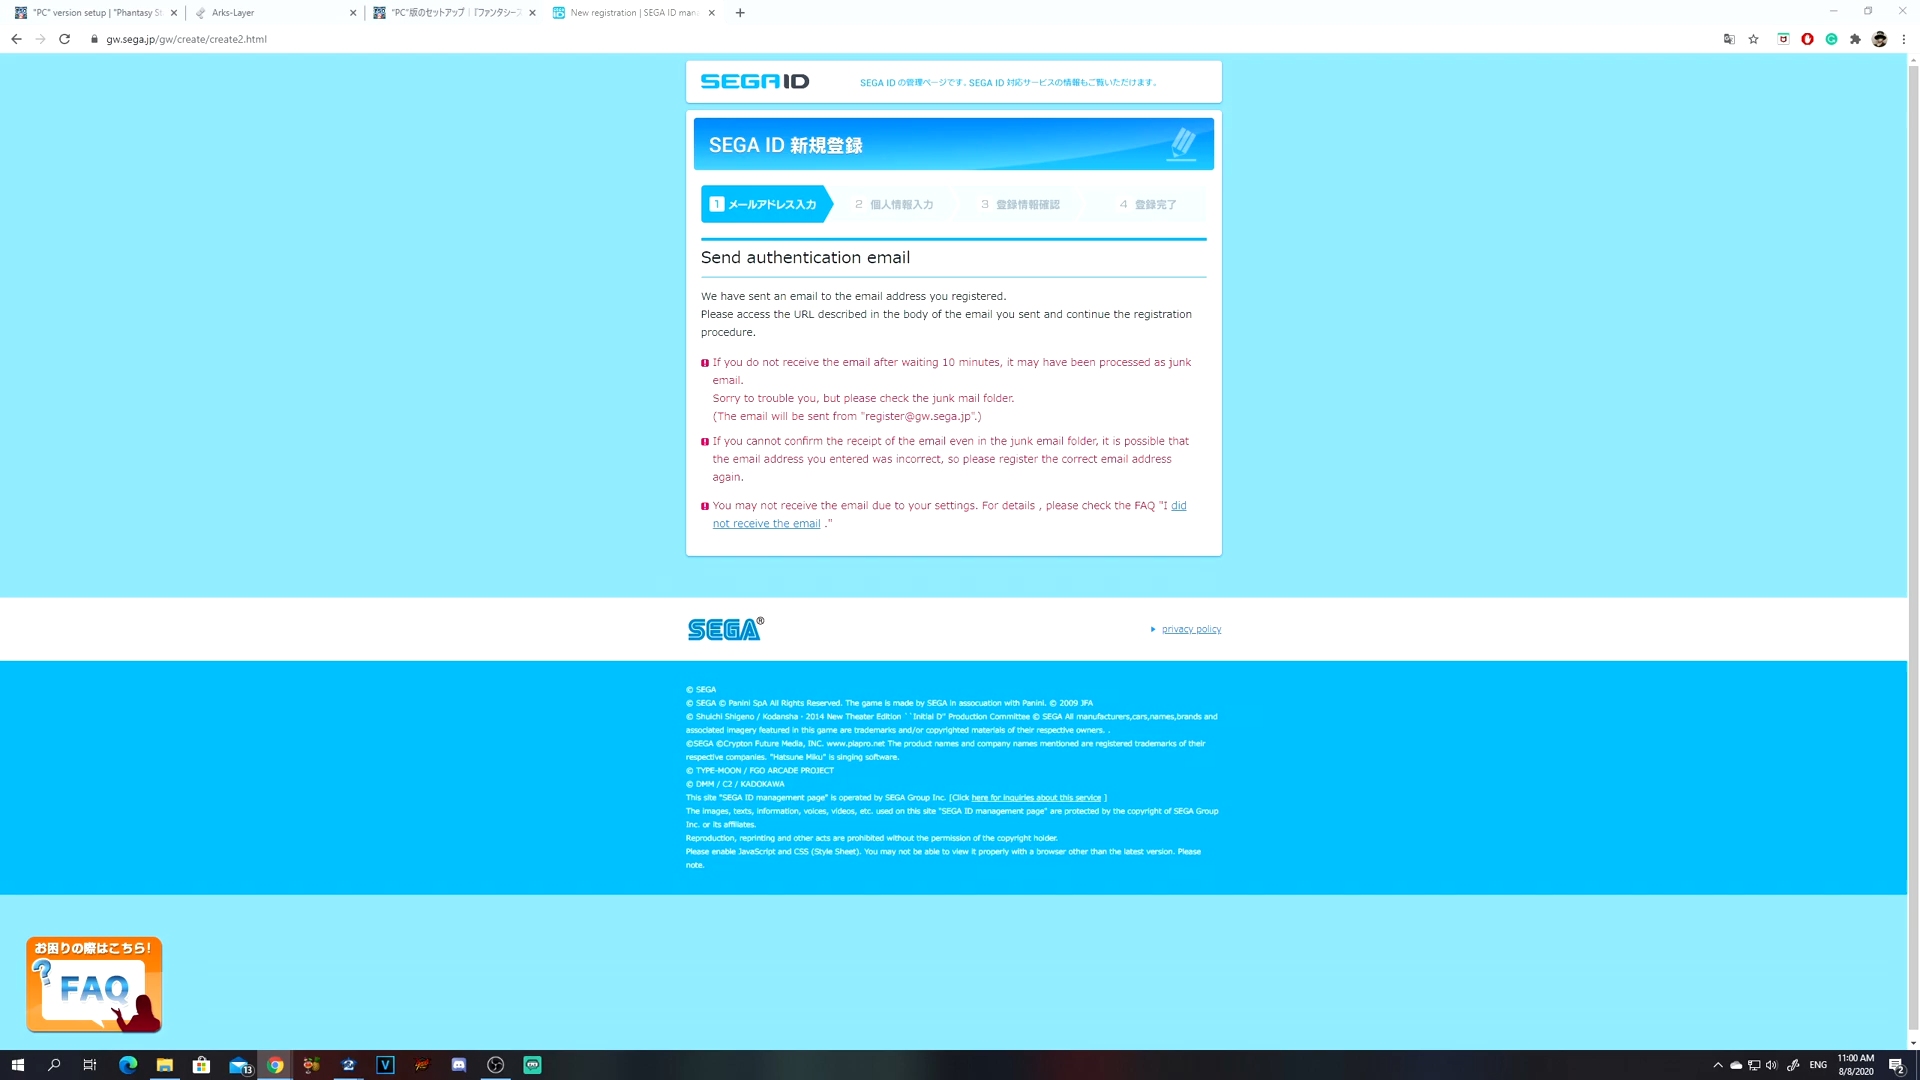 "PC" version setup | "Phantasy St
Arks-Layer
"PC"版のセットアップ | 『ファンタシース
New registration | SEGA ID man
gw.sega.jp/gw/create/create2.html
SEGA ID
SEGA ID の管理ページです。SEGA ID 対応サービスの情報もご覧いただけます。
SEGA ID 新規登録
1 メールアドレス入力
2 個人情報入力
3 登録情報確認
4 登録完了
Send authentication email
We have sent an email to the email address you registered.
Please access the URL described in the body of the email you sent and continue the registration
procedure.
If you do not receive the email after waiting 10 minutes, it may have been processed as junk
email.
Sorry to trouble you, but please check the junk mail folder.
(The email will be sent from "register@gw.sega.jp".)
If you cannot confirm the receipt of the email even in the junk email folder, it is possible that
the email address you entered was incorrect, so please register the correct email address
again.
You may not receive the email due to your settings. For details , please check the FAQ "I did
not receive the email ."
SEGA®
privacy policy
© SEGA
© SEGA © Panini SpA All Rights Reserved. The game is made by SEGA in assocuation with Panini. © 2009 JFA
© Shuichi Shigeno / Kodansha · 2014 New Theater Edition ``Initial D" Production Committee © SEGA All manufacturers,cars,names,brands and
associated imagery featured in this game are trademarks and/or copyrighted materials of their respective owners. .
©SEGA ©Crypton Future Media, INC. www.piapro.net The product names and company names mentioned are registered trademarks of their
respective companies. "Hatsune Miku" is singing software.
© TYPE-MOON / FGO ARCADE PROJECT
© DMM / C2 / KADOKAWA
This site "SEGA ID management page" is operated by SEGA Group Inc. [Click here for inquiries about this service ]
The images, texts, information, voices, videos, etc. used on this site "SEGA ID management page" are protected by the copyright of SEGA Group
Inc. or its affiliates.
Reproduction, reprinting and other acts are prohibited without the permission of the copyright holder.
Please enable JavaScript and CSS (Style Sheet). You may not be able to view it properly with a browser other than the latest version. Please
note.
お困りの際はこちら!
? FAQ
13
ENG
11:00 AM
8/8/2020
2